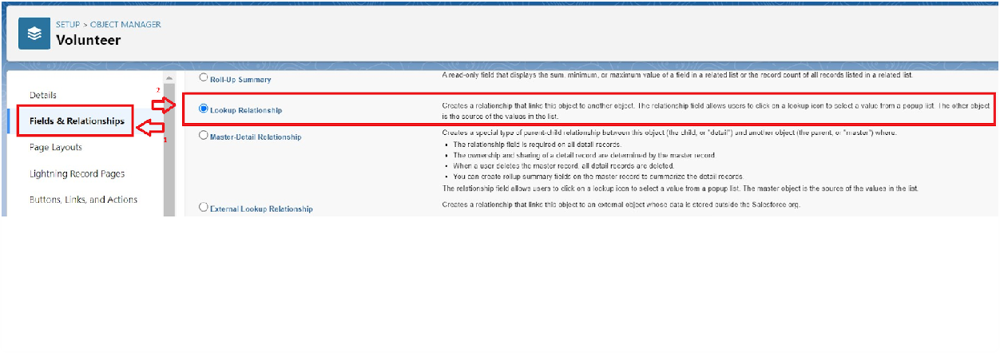 SETUP > OBJECT MANAGER
Volunteer
Details
Fields & Relationships
Page Layouts
Lightning Record Pages
Buttons, Links, and Actions
2
1
Roll-Up Summary
A read-only field that displays the sum, minimum, or maximum value of a field in a related list or the record count of all records listed in a related list.
Lookup Relationship
Creates a relationship that links this object to another object. The relationship field allows users to click on a lookup icon to select a value from a popup list. The other object
is the source of the values in the list.
Master-Detail Relationship
Creates a special type of parent-child relationship between this object (the child, or "detail") and another object (the parent, or "master") where:
• The relationship field is required on all detail records.
• The ownership and sharing of a detail record are determined by the master record.
• When a user deletes the master record, all detail records are deleted.
• You can create rollup summary fields on the master record to summarize the detail records.
The relationship field allows users to click on a lookup icon to select a value from a popup list. The master object is the source of the values in the list.
External Lookup Relationship
Creates a relationship that links this object to an external object whose data is stored outside the Salesforce org.